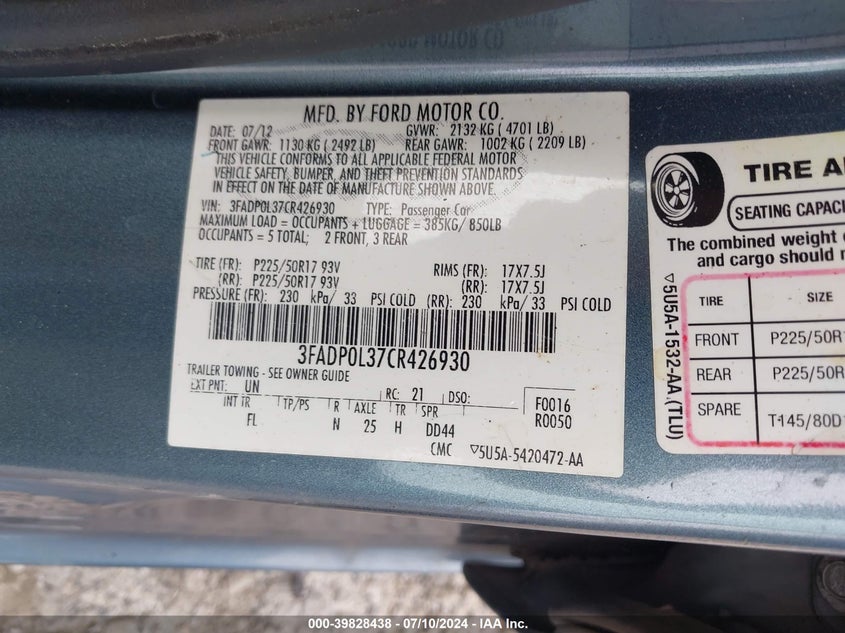 MFD. BY FORD MOTOR CO.
DATE: 07/12 GVWR: 2132 KG ( 4701 LB)
FRONT GAWR: 1130 KG ( 2492 LB) REAR GAWR: 1002 KG ( 2209 LB)
THIS VEHICLE CONFORMS TO ALL APPLICABLE FEDERAL MOTOR
VEHICLE SAFETY, BUMPER, AND THEFT PREVENTION STANDARDS
IN EFFECT ON THE DATE OF MANUFACTURE SHOWN ABOVE.
VIN: 3FADP0L37CR426930 TYPE: Passenger Car
MAXIMUM LOAD = OCCUPANTS + LUGGAGE = 385KG/ 850LB
OCCUPANTS = 5 TOTAL; 2 FRONT, 3 REAR
TIRE (FR): P225/50R17 93V RIMS (FR): 17X7.5J
(RR): P225/50R17 93V (RR): 17X7.5J
PRESSURE (FR): 230 kPa/ 33 PSI COLD (RR): 230 kPa/ 33 PSI COLD
3FADP0L37CR426930
TRAILER TOWING - SEE OWNER GUIDE
EXT PNT: UN RC: 21 DSO: F0016
INT TR TP/PS R AXLE TR SPR R0050
FL N 25 H DD44
CMC ▽5U5A-5420472-AA
TIRE A
SEATING CAPAC
The combined weight
and cargo should
▽5U5A-1532-AA (TLU)
TIRE SIZE
FRONT P225/50R
REAR P225/50R
SPARE T145/80D
000-39828438 - 07/10/2024 - COPYRIGHT IAA, LLC.